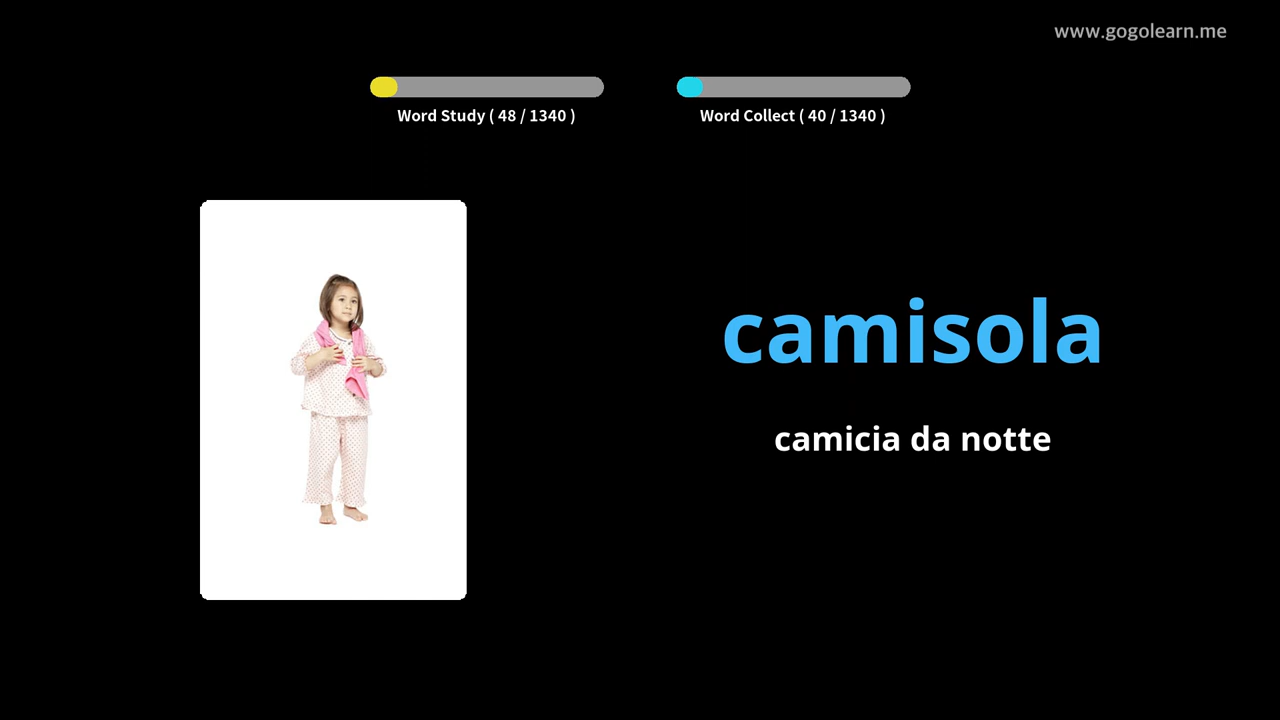 www.gogolearn.me
Word Study ( 48 / 1340 )
Word Collect ( 40 / 1340 )
camisola
camicia da notte